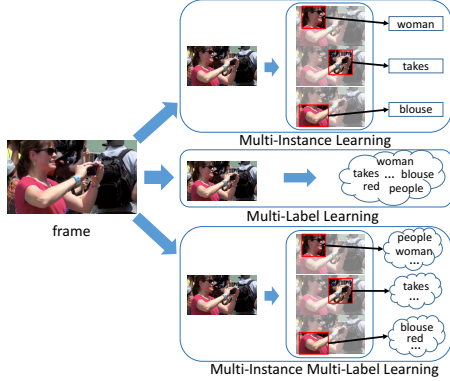 woman
takes
blouse
Multi-Instance Learning
frame
woman
takes ... blouse
red people
Multi-Label Learning
people
woman
...
takes
...
blouse
red
...
Multi-Instance Multi-Label Learning